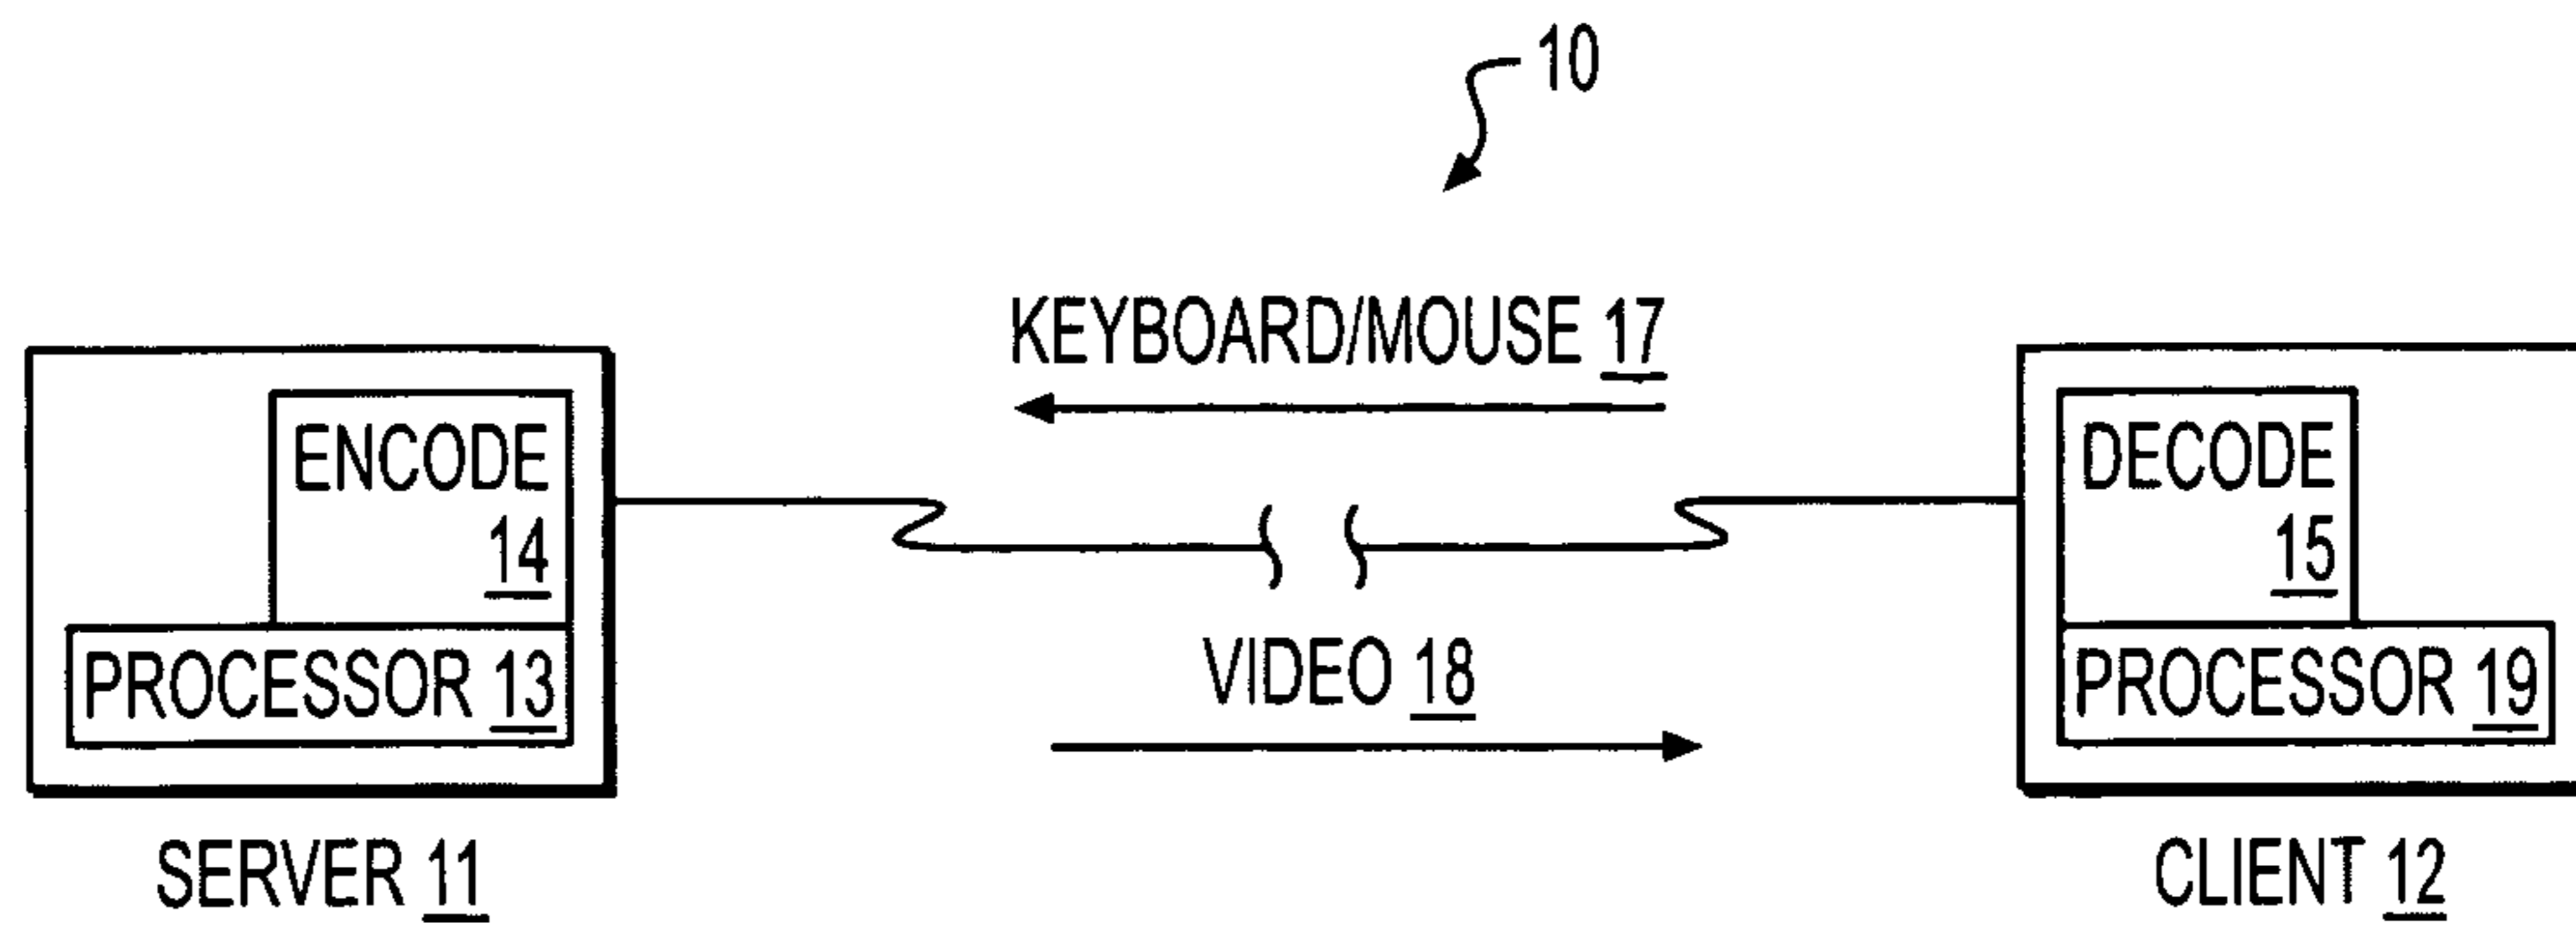 10
KEYBOARD/MOUSE 17
ENCODE
14
PROCESSOR 13
DECODE
15
PROCESSOR 19
VIDEO 18
SERVER 11
CLIENT 12